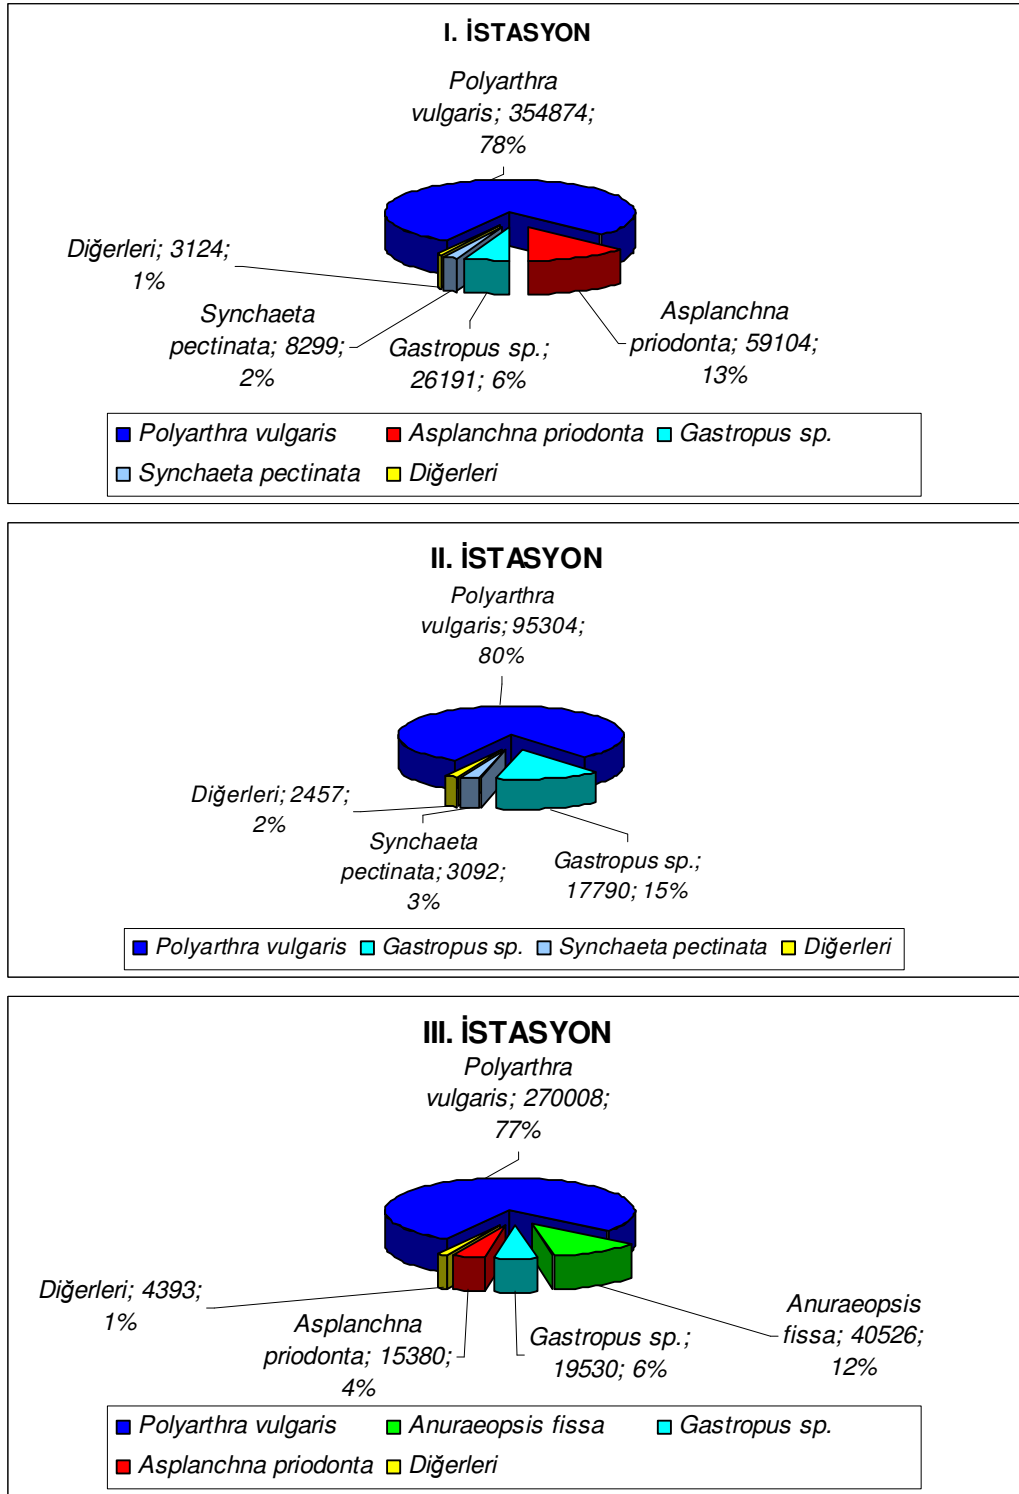 I. İSTASYON
Polyarthra
vulgaris; 354874;
78%
Diğerleri; 3124;
1%
Synchaeta
pectinata; 8299;
2%
Gastropus sp.;
26191; 6%
Asplanchna
priodonta; 59104;
13%
Polyarthra vulgaris Asplanchna priodonta Gastropus sp.
Synchaeta pectinata Diğerleri
II. İSTASYON
Polyarthra
vulgaris; 95304;
80%
Diğerleri; 2457;
2%
Synchaeta
pectinata; 3092;
3%
Gastropus sp.;
17790; 15%
Polyarthra vulgaris Gastropus sp. Synchaeta pectinata Diğerleri
III. İSTASYON
Polyarthra
vulgaris; 270008;
77%
Diğerleri; 4393;
1%
Asplanchna
priodonta; 15380;
4%
Gastropus sp.;
19530; 6%
Anuraeopsis
fissa; 40526;
12%
Polyarthra vulgaris Anuraeopsis fissa Gastropus sp.
Asplanchna priodonta Diğerleri